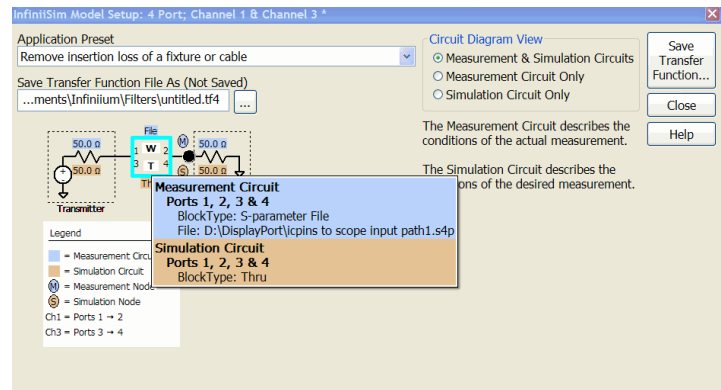 InfiniiSim Model Setup: 4 Port; Channel 1 & Channel 3 *
Application Preset
Remove insertion loss of a fixture or cable
Save Transfer Function File As (Not Saved)
...ments\Infiniium\Filters\untitled.tf4
...
Circuit Diagram View
Measurement & Simulation Circuits
Measurement Circuit Only
Simulation Circuit Only
Save
Transfer
Function...
Close
Help
The Measurement Circuit describes the
conditions of the actual measurement.
The Simulation Circuit describes the
ons of the desired measurement.
File
50.0 Ω
1 W 2
M
50.0 Ω
50.0 Ω
3 T 4
S
50.0 Ω
Th
Transmitter
Measurement Circuit
Ports 1, 2, 3 & 4
BlockType: S-parameter File
File: D:\DisplayPort\icpins to scope input path1.s4p
Simulation Circuit
Ports 1, 2, 3 & 4
BlockType: Thru
Legend
= Measurement Circu
= Simulation Circuit
M = Measurement Node
S = Simulation Node
Ch1 = Ports 1 → 2
Ch3 = Ports 3 → 4